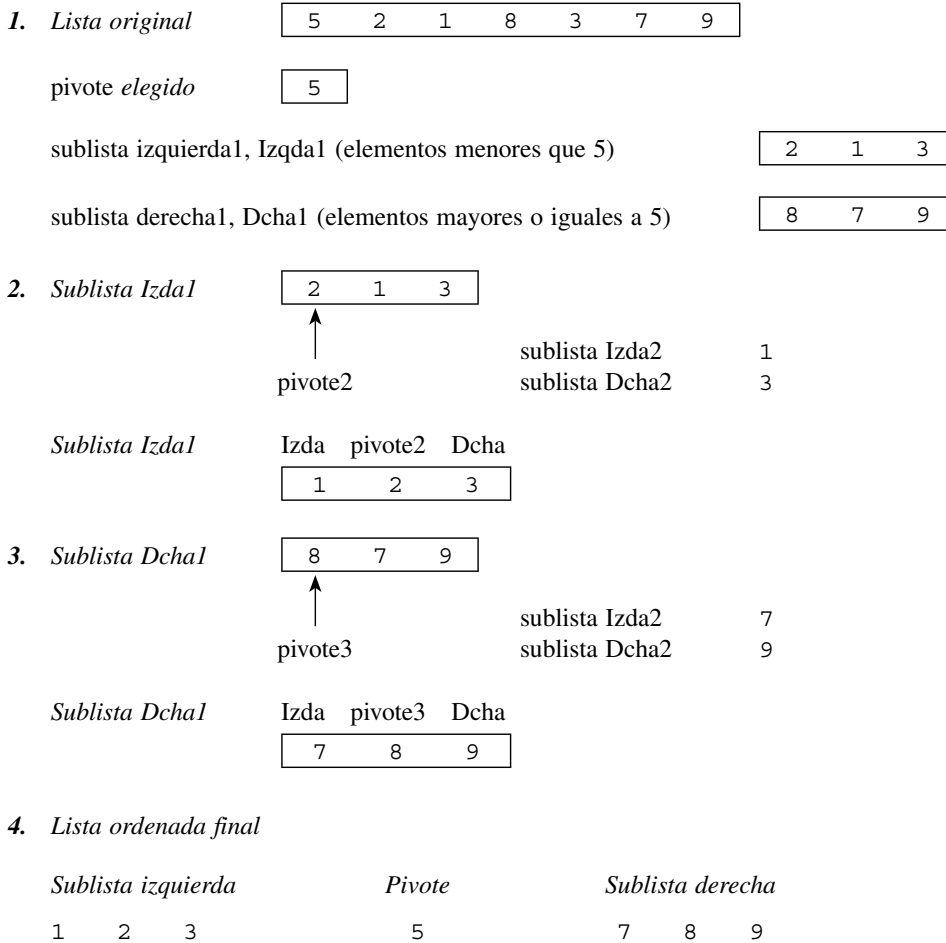 1. Lista original 5 2 1 8 3 7 9
pivote elegido 5
sublista izquierda1, Izqda1 (elementos menores que 5) 2 1 3
sublista derecha1, Dcha1 (elementos mayores o iguales a 5) 8 7 9
2. Sublista Izda1 2 1 3
sublista Izda2 1
pivote2 sublista Dcha2 3
Sublista Izda1 Izda pivote2 Dcha
1 2 3
3. Sublista Dcha1 8 7 9
sublista Izda2 7
pivote3 sublista Dcha2 9
Sublista Dcha1 Izda pivote3 Dcha
7 8 9
4. Lista ordenada final
Sublista izquierda Pivote Sublista derecha
1 2 3 5 7 8 9